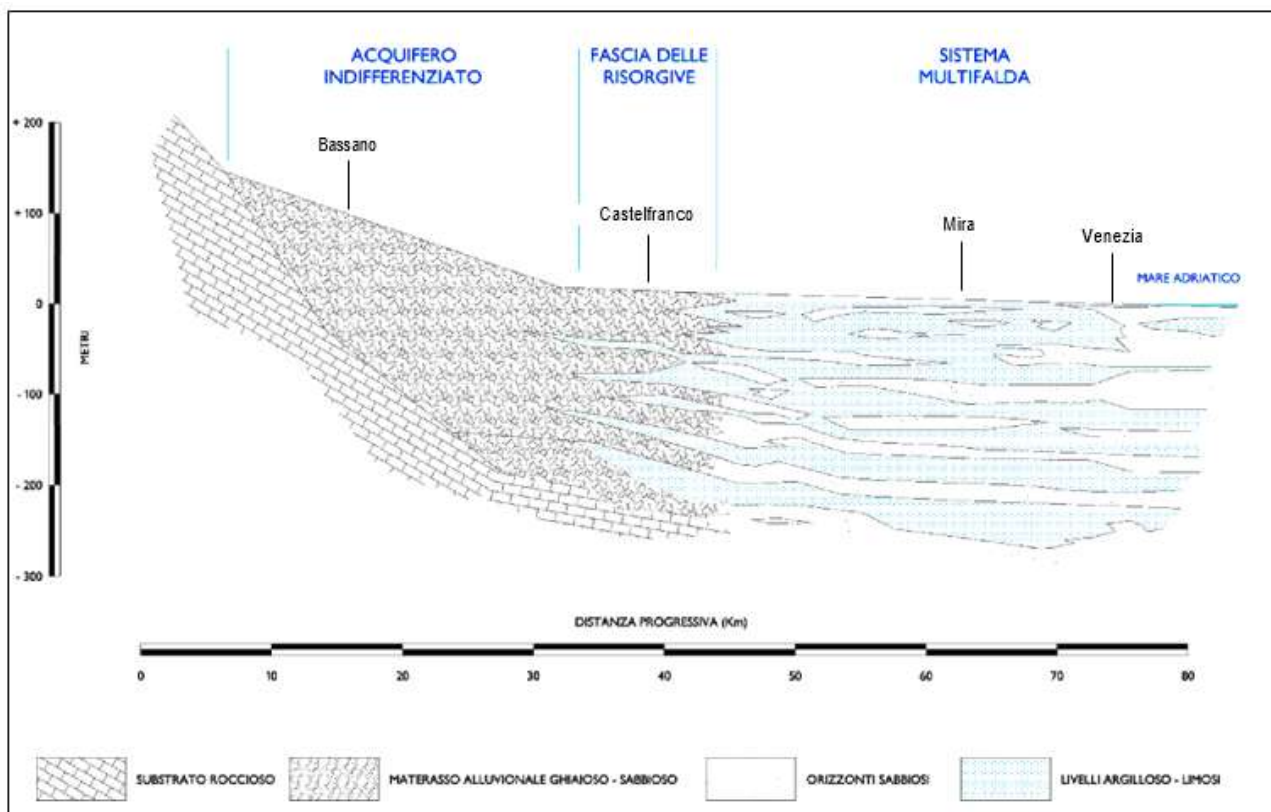 ACQUIFERO
INDIFFERENZIATO
FASCIA DELLE
RISORGIVE
SISTEMA
MULTIFALDA
+ 200
Bassano
+ 100
Castelfranco
Mira
Venezia
MARE ADRIATICO
0
METRI
- 100
- 200
- 300
DISTANZA PROGRESSIVA (Km)
0 10 20 30 40 50 60 70 80
SUBSTRATO ROCCIOSO
MATERASSO ALLUVIONALE GHIAIOSO - SABBIOSO
ORIZZONTI SABBIOSI
LIVELLI ARGILLOSO - LIMOSI